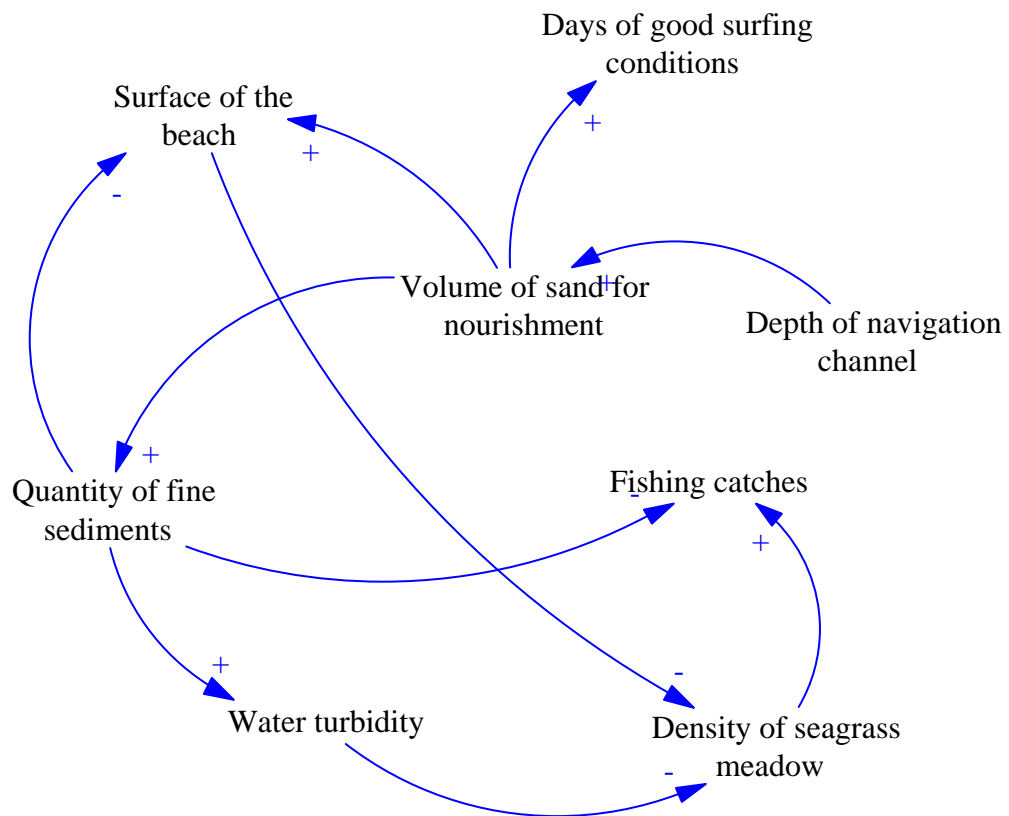 Days of good surfing
conditions
+
Surface of the
beach
+
-
Volume of sand for
nourishment
+
Depth of navigation
channel
+
Quantity of fine
sediments
Fishing catches
-
+
+
-
Water turbidity
Density of seagrass
meadow
-